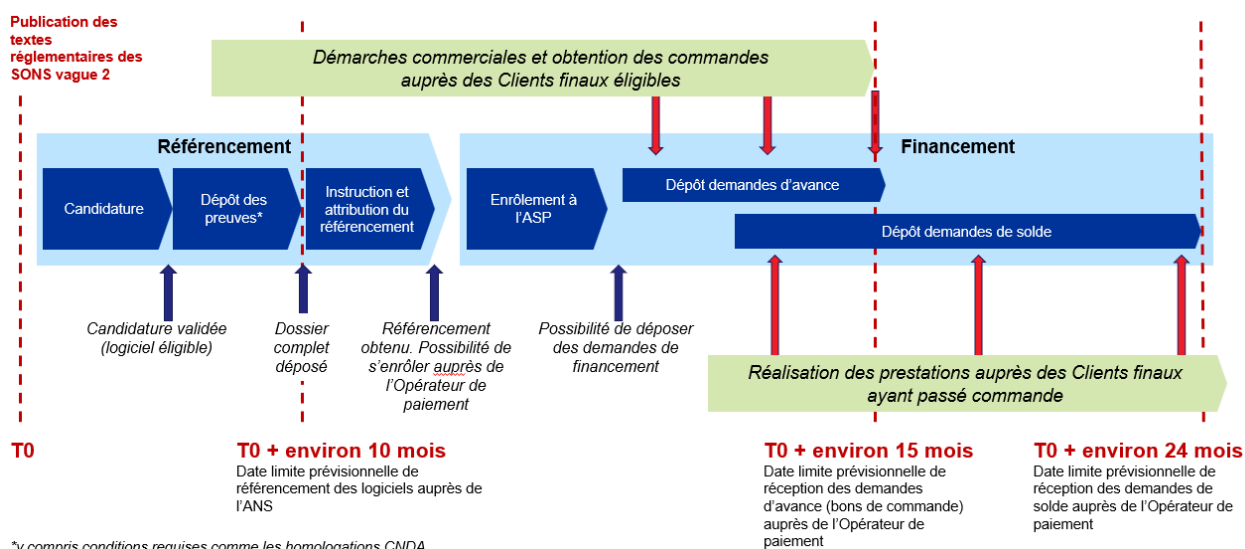 Publication des
textes
réglementaires des
SONS vague 2
Démarches commerciales et obtention des commandes
auprès des Clients finaux éligibles
Référencement
Financement
Candidature
Dépôt des
preuves*
Instruction et
attribution du
référencement
Enrôlement à
l'ASP
Dépôt demandes d'avance
Dépôt demandes de solde
Candidature validée
(logiciel éligible)
Dossier
complet
déposé
Référencement
obtenu. Possibilité de
s'enrôler auprès de
l'Opérateur de
paiement
Possibilité de déposer
des demandes de
financement
Réalisation des prestations auprès des Clients finaux
ayant passé commande
T0
T0 + environ 10 mois
Date limite prévisionnelle de
référencement des logiciels auprès de
l'ANS
T0 + environ 15 mois
Date limite prévisionnelle de
réception des demandes
d'avance (bons de commande)
auprès de l'Opérateur de
paiement
T0 + environ 24 mois
Date limite prévisionnelle de
réception des demandes de
solde auprès de l'Opérateur de
paiement
*y compris conditions requises comme les homologations CNDA